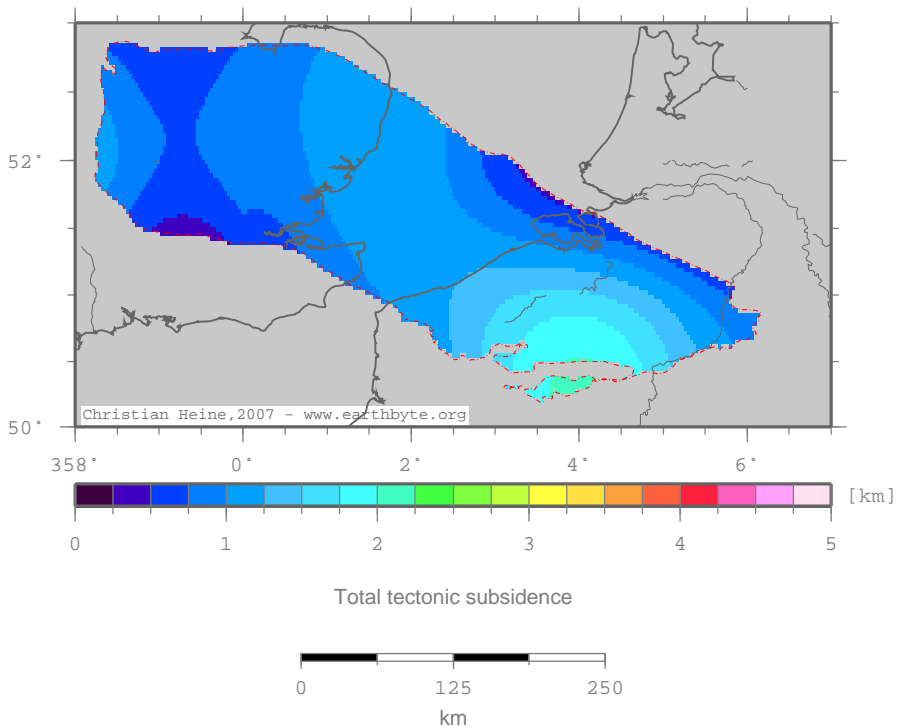 52°
Christian Heine,2007 - www.earthbyte.org
50°
358° 0° 2° 4° 6°
[km]
0 1 2 3 4 5
Total tectonic subsidence
0 125 250
km